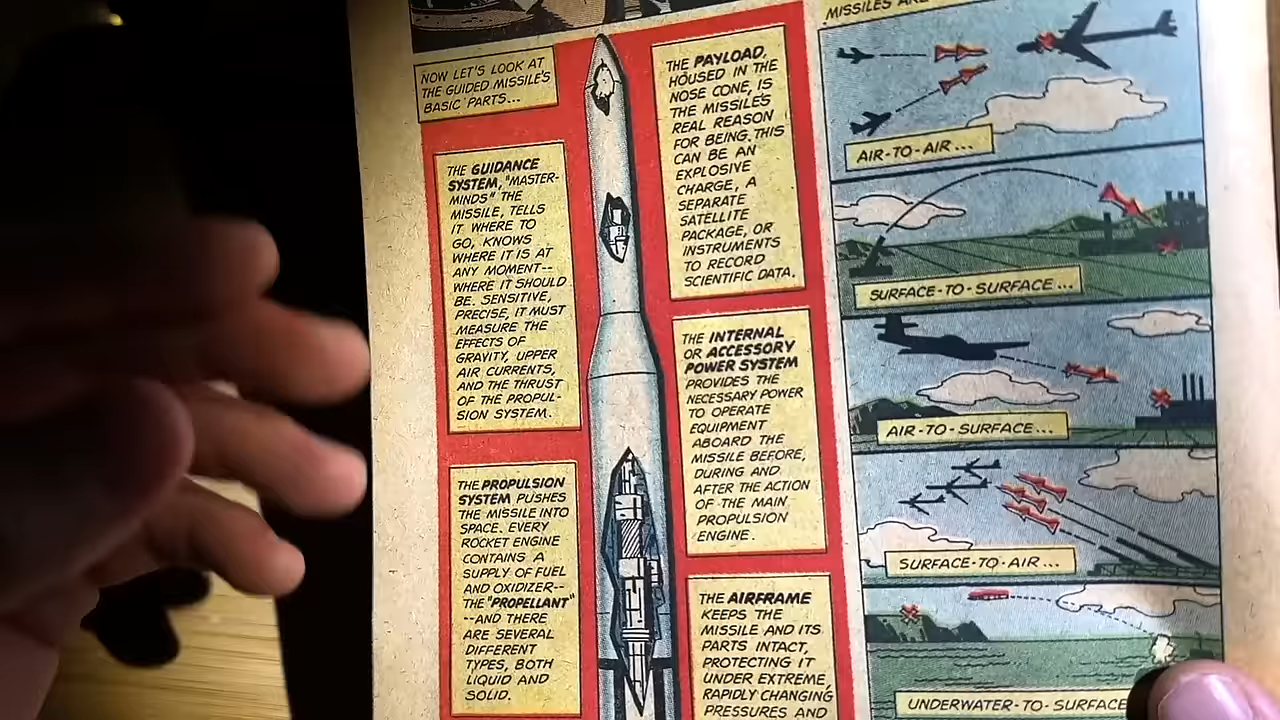 NOW LET'S LOOK AT
THE GUIDED MISSILE'S
BASIC PARTS...
THE GUIDANCE
SYSTEM, "MASTER-
MINDS" THE
MISSILE, TELLS
IT WHERE TO
GO, KNOWS
WHERE IT IS AT
ANY MOMENT--
WHERE IT SHOULD
BE. SENSITIVE,
PRECISE, IT MUST
MEASURE THE
EFFECTS OF
GRAVITY, UPPER
AIR CURRENTS,
AND THE THRUST
OF THE PROPUL-
SION SYSTEM.
THE PROPULSION
SYSTEM PUSHES
THE MISSILE INTO
SPACE. EVERY
ROCKET ENGINE
CONTAINS A
SUPPLY OF FUEL
AND OXIDIZER--
THE "PROPELLANT"
--AND THERE
ARE SEVERAL
DIFFERENT
TYPES, BOTH
LIQUID AND
SOLID.
THE PAYLOAD,
HOUSED IN THE
NOSE CONE, IS
THE MISSILE'S
REAL REASON
FOR BEING. THIS
CAN BE AN
EXPLOSIVE
CHARGE, A
SEPARATE
SATELLITE
PACKAGE, OR
INSTRUMENTS
TO RECORD
SCIENTIFIC DATA.
THE INTERNAL
OR ACCESSORY
POWER SYSTEM
PROVIDES THE
NECESSARY POWER
TO OPERATE
EQUIPMENT
ABOARD THE
MISSILE BEFORE,
DURING AND
AFTER THE ACTION
OF THE MAIN
PROPULSION
ENGINE.
THE AIRFRAME
KEEPS THE
MISSILE AND ITS
PARTS INTACT,
PROTECTING IT
UNDER EXTREME,
RAPIDLY CHANGING
PRESSURES AND
MISSILES ARE
AIR-TO-AIR...
SURFACE-TO-SURFACE...
AIR-TO-SURFACE...
SURFACE-TO-AIR...
UNDERWATER-TO-SURFACE